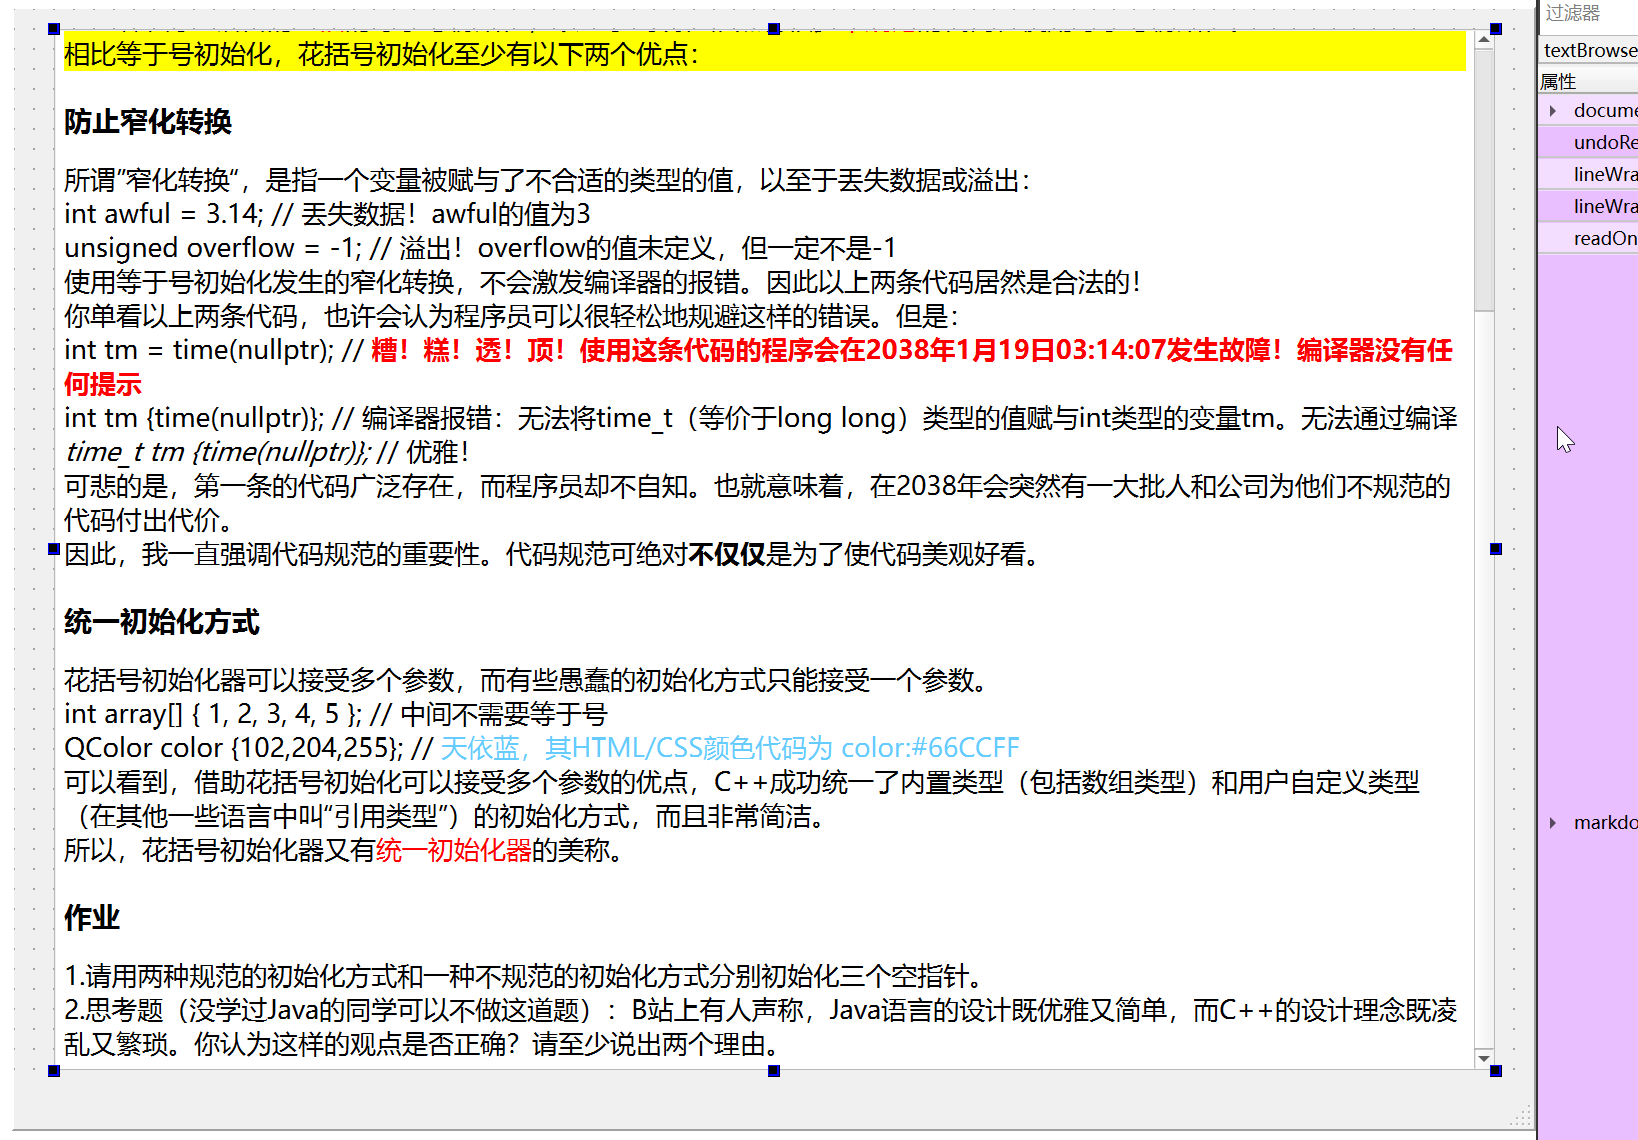 相比等于号初始化，花括号初始化至少有以下两个优点：
防止窄化转换
所谓”窄化转换“，是指一个变量被赋与了不合适的类型的值，以至于丢失数据或溢出：
int awful = 3.14; // 丢失数据！awful的值为3
unsigned overflow = -1; // 溢出！overflow的值未定义，但一定不是-1
使用等于号初始化发生的窄化转换，不会激发编译器的报错。因此以上两条代码居然是合法的！
你单看以上两条代码，也许会认为程序员可以很轻松地规避这样的错误。但是：
int tm = time(nullptr); // 糟！糕！透！顶！使用这条代码的程序会在2038年1月19日03:14:07发生故障！编译器没有任
何提示
int tm {time(nullptr)}; // 编译器报错：无法将time_t（等价于long long）类型的值赋与int类型的变量tm。无法通过编译
time_t tm {time(nullptr)}; // 优雅！
可悲的是，第一条的代码广泛存在，而程序员却不自知。也就意味着，在2038年会突然有一大批人和公司为他们不规范的
代码付出代价。
因此，我一直强调代码规范的重要性。代码规范可绝对不仅仅是为了使代码美观好看。
统一初始化方式
花括号初始化器可以接受多个参数，而有些愚蠢的初始化方式只能接受一个参数。
int array[] { 1, 2, 3, 4, 5 }; // 中间不需要等于号
QColor color {102,204,255}; // 天依蓝，其HTML/CSS颜色代码为 color:#66CCFF
可以看到，借助花括号初始化可以接受多个参数的优点，C++成功统一了内置类型（包括数组类型）和用户自定义类型
（在其他一些语言中叫“引用类型”）的初始化方式，而且非常简洁。
所以，花括号初始化器又有统一初始化器的美称。
作业
1.请用两种规范的初始化方式和一种不规范的初始化方式分别初始化三个空指针。
2.思考题（没学过Java的同学可以不做这道题）：B站上有人声称，Java语言的设计既优雅又简单，而C++的设计理念既凌
乱又繁琐。你认为这样的观点是否正确？请至少说出两个理由。
过滤器
textBrowse
属性
docume
undoRe
lineWra
lineWra
readOn
markdo